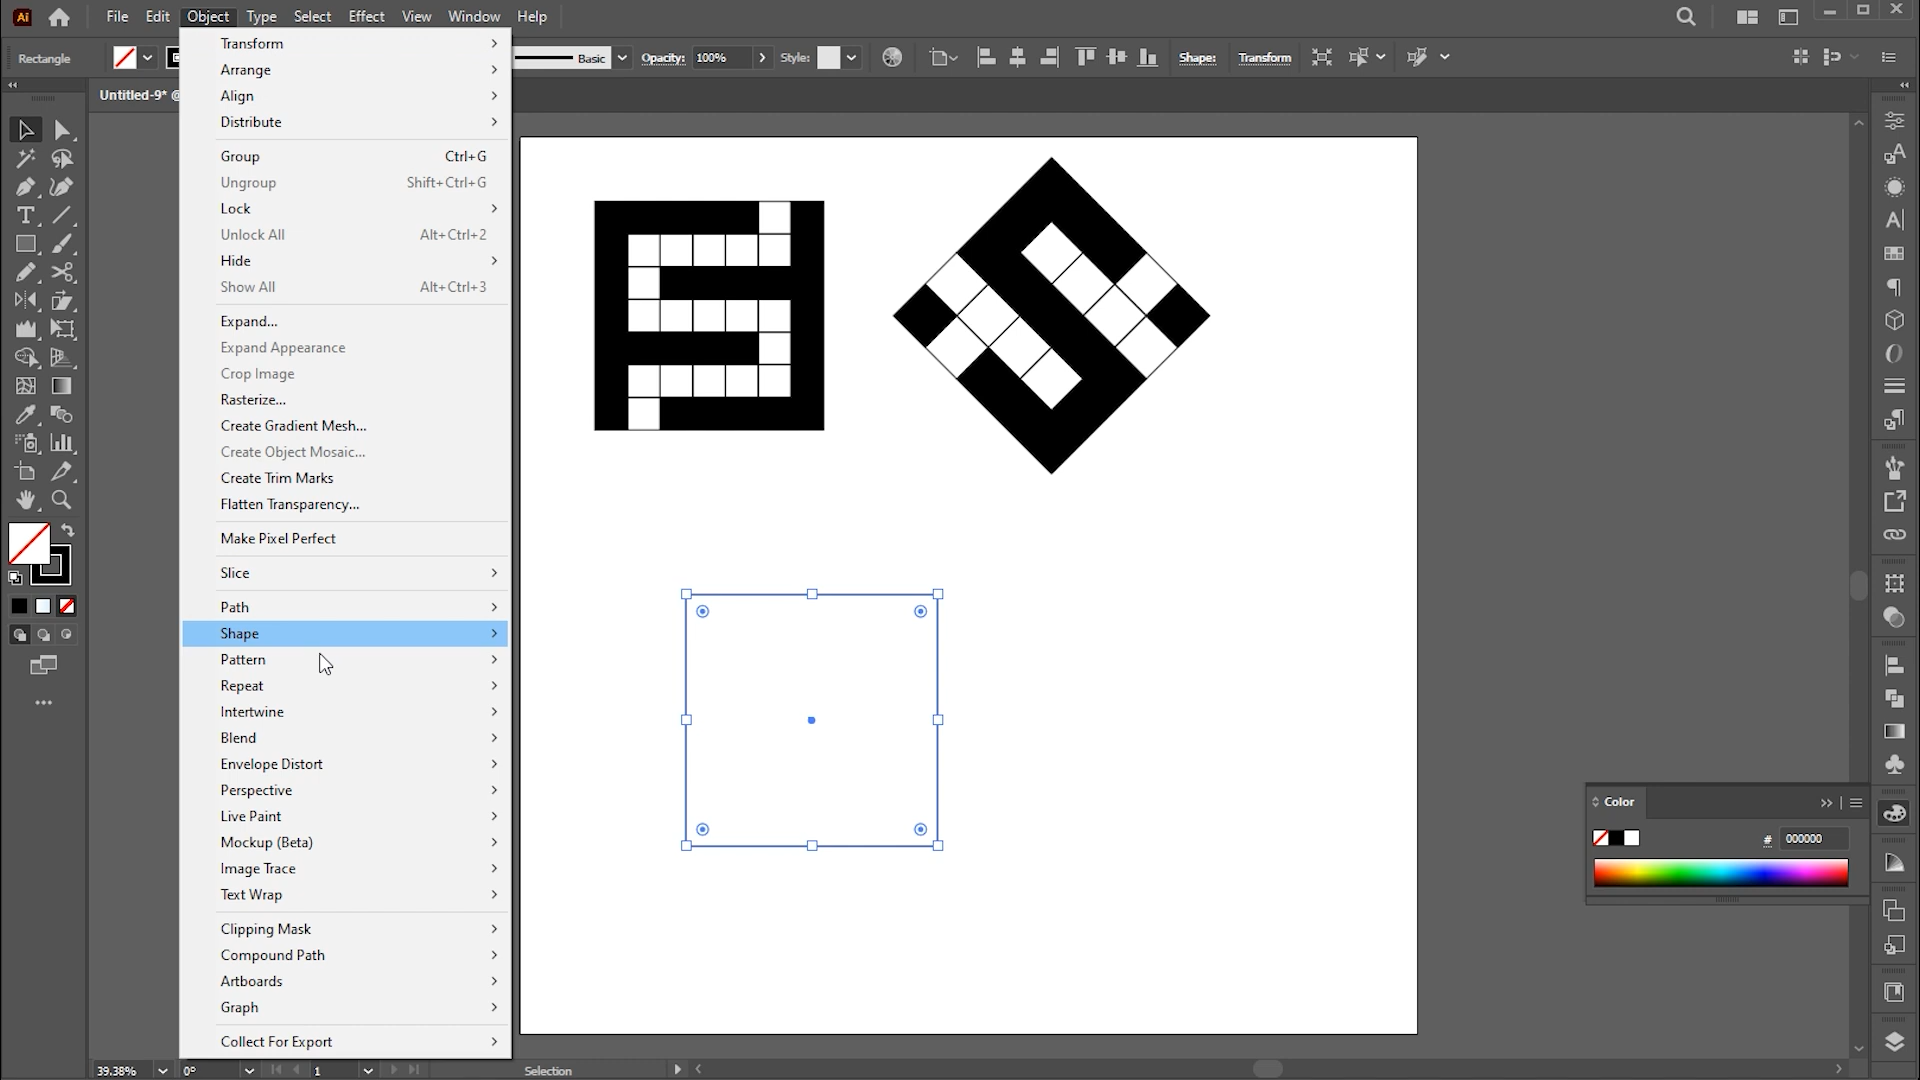 Ai File Edit Object Type Select Effect View Window Help
Rectangle Basic Opacity: 100% Style: Shape: Transform
Untitled-9* @
Transform
Arrange
Align
Distribute
Group Ctrl+G
Ungroup Shift+Ctrl+G
Lock
Unlock All Alt+Ctrl+2
Hide
Show All Alt+Ctrl+3
Expand...
Expand Appearance
Crop Image
Rasterize...
Create Gradient Mesh...
Create Object Mosaic...
Create Trim Marks
Flatten Transparency...
Make Pixel Perfect
Slice
Path
Shape
Pattern
Repeat
Intertwine
Blend
Envelope Distort
Perspective
Live Paint
Mockup (Beta)
Image Trace
Text Wrap
Clipping Mask
Compound Path
Artboards
Graph
Collect For Export
Color
# 000000
39.38% 0° 1 Selection